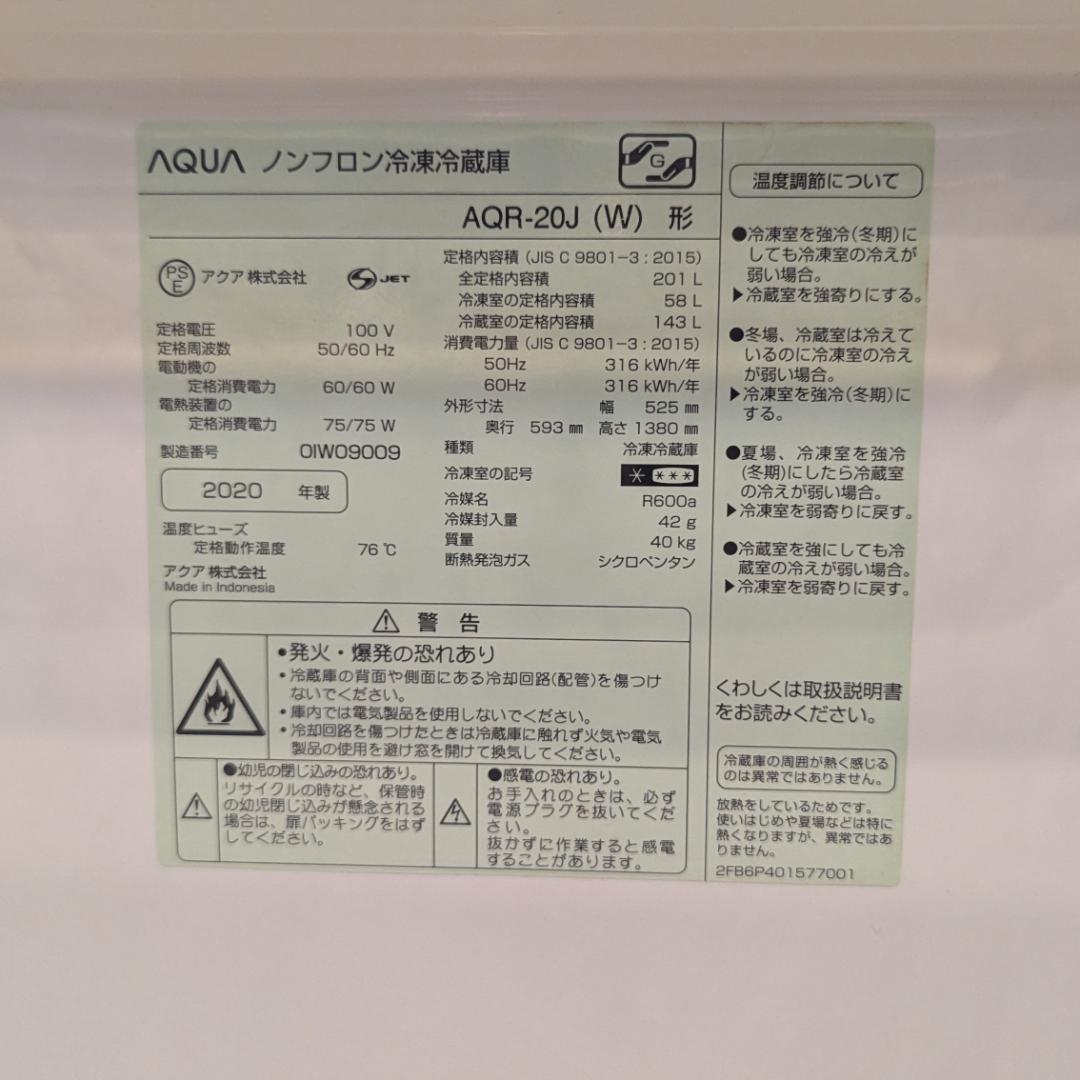 AQUA ノンフロン冷凍冷蔵庫
G
AQR-20J (W) 形
PS
E
アクア 株式会社
S JET
定格電圧 100 V
定格周波数 50/60 Hz
電動機の
定格消費電力 60/60 W
電熱装置の
定格消費電力 75/75 W
製造番号 0IW09009
2020 年製
温度ヒューズ
定格動作温度 76 ℃
アクア 株式会社
Made in Indonesia
定格内容積 (JIS C 9801-3 : 2015)
全定格内容積 201 L
冷凍室の定格内容積 58 L
冷蔵室の定格内容積 143 L
消費電力量 (JIS C 9801-3 : 2015)
50Hz 316 kWh/年
60Hz 316 kWh/年
外形寸法 幅 525 ㎜
奥行 593 ㎜ 高さ 1380 ㎜
種類 冷凍冷蔵庫
冷凍室の記号 * ***
冷媒名 R600a
冷媒封入量 42 g
質量 40 kg
断熱発泡ガス シクロペンタン
⚠ 警告
●発火・爆発の恐れあり
・冷蔵庫の背面や側面にある冷却回路(配管)を傷つけ
ないでください。
・庫内では電気製品を使用しないでください。
・冷却回路を傷つけたときは冷蔵庫に触れず火気や電気
製品の使用を避け窓を開けて換気してください。
●幼児の閉じ込みの恐れあり。
リサイクルの時など、保管時
の幼児閉じ込みが懸念される
場合は、扉パッキングをはず
してください。
●感電の恐れあり。
お手入れのときは、必ず
電源プラグを抜いてくだ
さい。
抜かずに作業すると感電
することがあります。
温度調節について
●冷凍室を強冷(冬期)に
しても冷凍室の冷えが
弱い場合。
▶冷蔵室を強寄りにする。
●冬場、冷蔵室は冷えて
いるのに冷凍室の冷え
が弱い場合。
▶冷凍室を強冷(冬期)に
する。
●夏場、冷凍室を強冷
(冬期)にしたら冷蔵室
の冷えが弱い場合。
▶冷凍室を弱寄りに戻す。
●冷蔵室を強にしても冷
蔵室の冷えが弱い場合。
▶冷凍室を弱寄りに戻す。
くわしくは取扱説明書
をお読みください。
冷蔵庫の周囲が熱く感じる
のは異常ではありません。
放熱をしているためです。
使いはじめや夏場などは特に
熱くなりますが、異常ではあ
りません。
2FB6P401577001